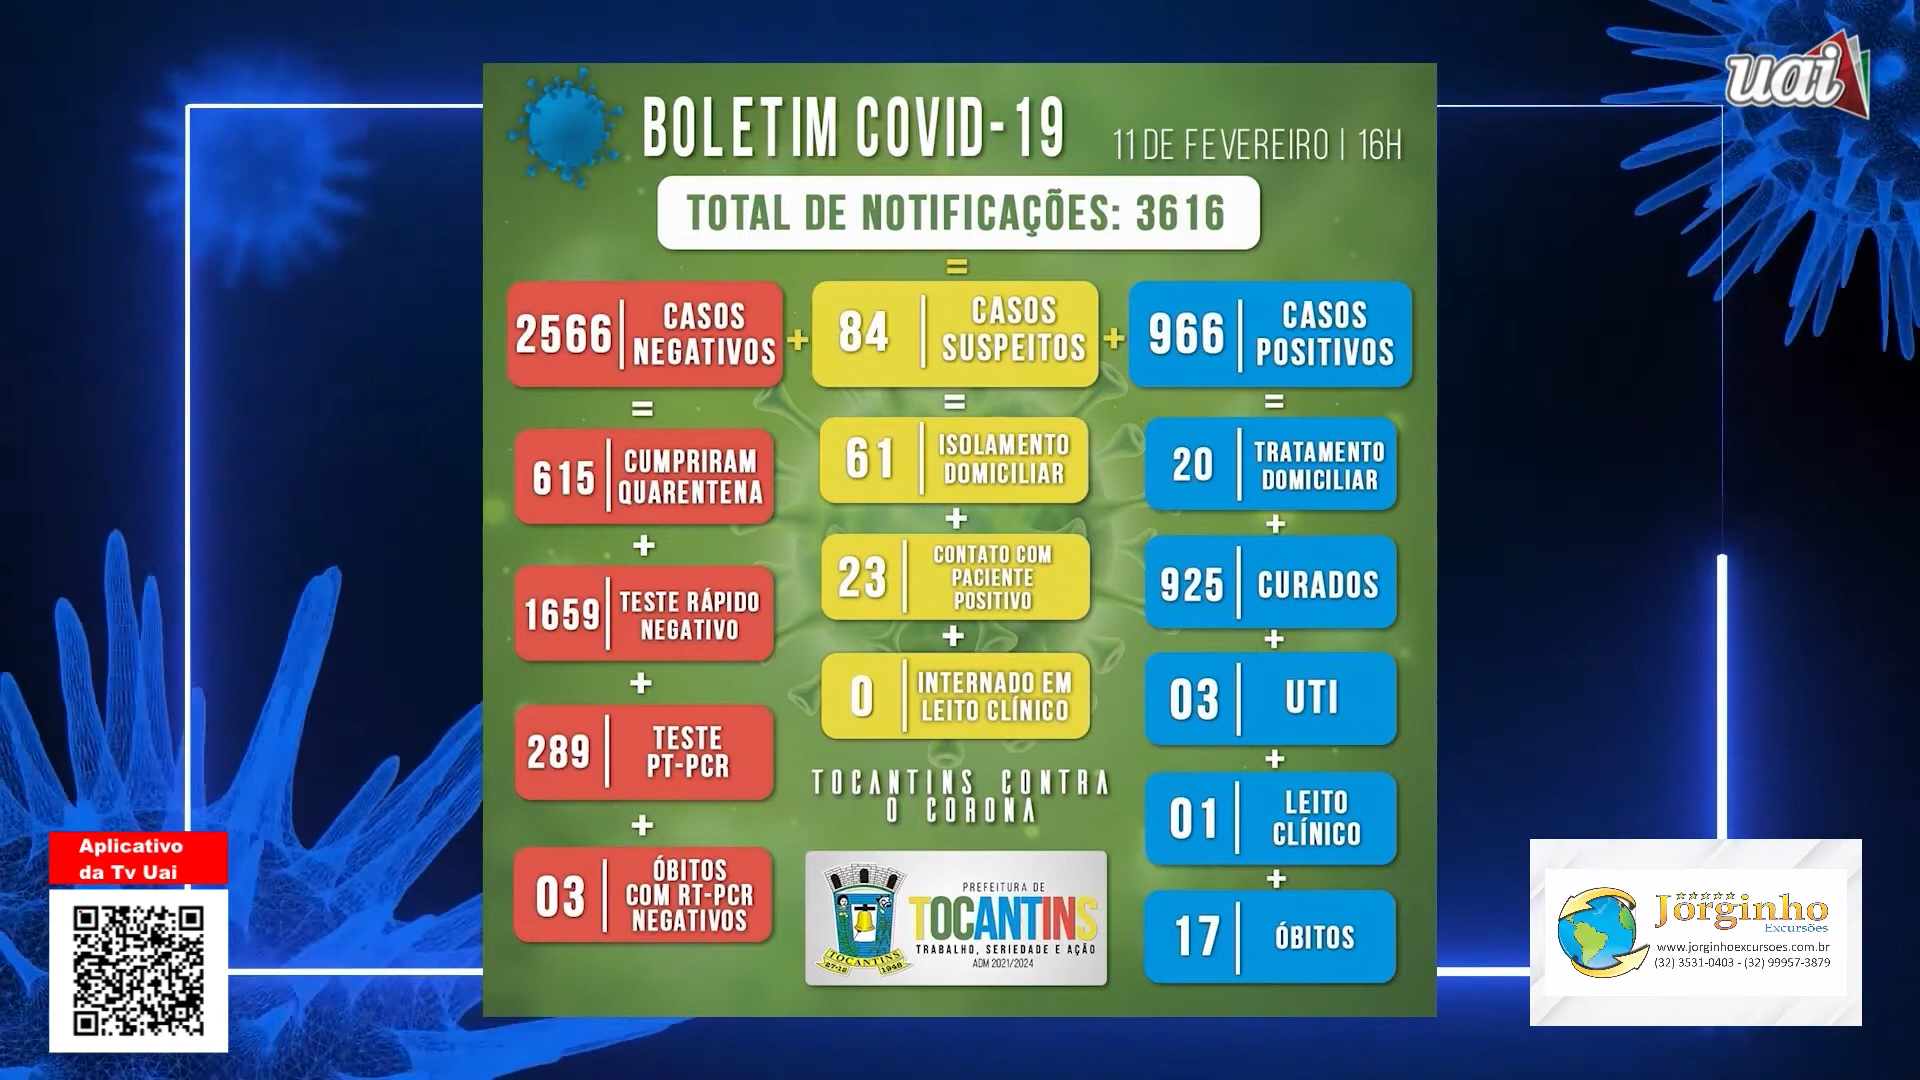 uai
BOLETIM COVID-19
11 DE FEVEREIRO | 16H
TOTAL DE NOTIFICAÇÕES: 3616
=
2566 | CASOS
NEGATIVOS
+
84 | CASOS
SUSPEITOS
+
966 | CASOS
POSITIVOS
=
615 | CUMPRIRAM
QUARENTENA
+
1659 | TESTE RÁPIDO
NEGATIVO
+
289 | TESTE
PT-PCR
+
03 | ÓBITOS
COM RT-PCR
NEGATIVOS
=
61 | ISOLAMENTO
DOMICILIAR
+
23 | CONTATO COM
PACIENTE
POSITIVO
+
0 | INTERNADO EM
LEITO CLÍNICO
TOCANTINS CONTRA
O CORONA
PREFEITURA DE
TOCANTINS
TRABALHO, SERIEDADE E AÇÃO
ADM 2021/2024
TOCANTINS
27-12 1948
=
20 | TRATAMENTO
DOMICILIAR
+
925 | CURADOS
+
03 | UTI
+
01 | LEITO
CLÍNICO
+
17 | ÓBITOS
Aplicativo
da Tv Uai
Jorginho
Excursões
www.jorginhoexcursoes.com.br
(32) 3531-0403 - (32) 99957-3879